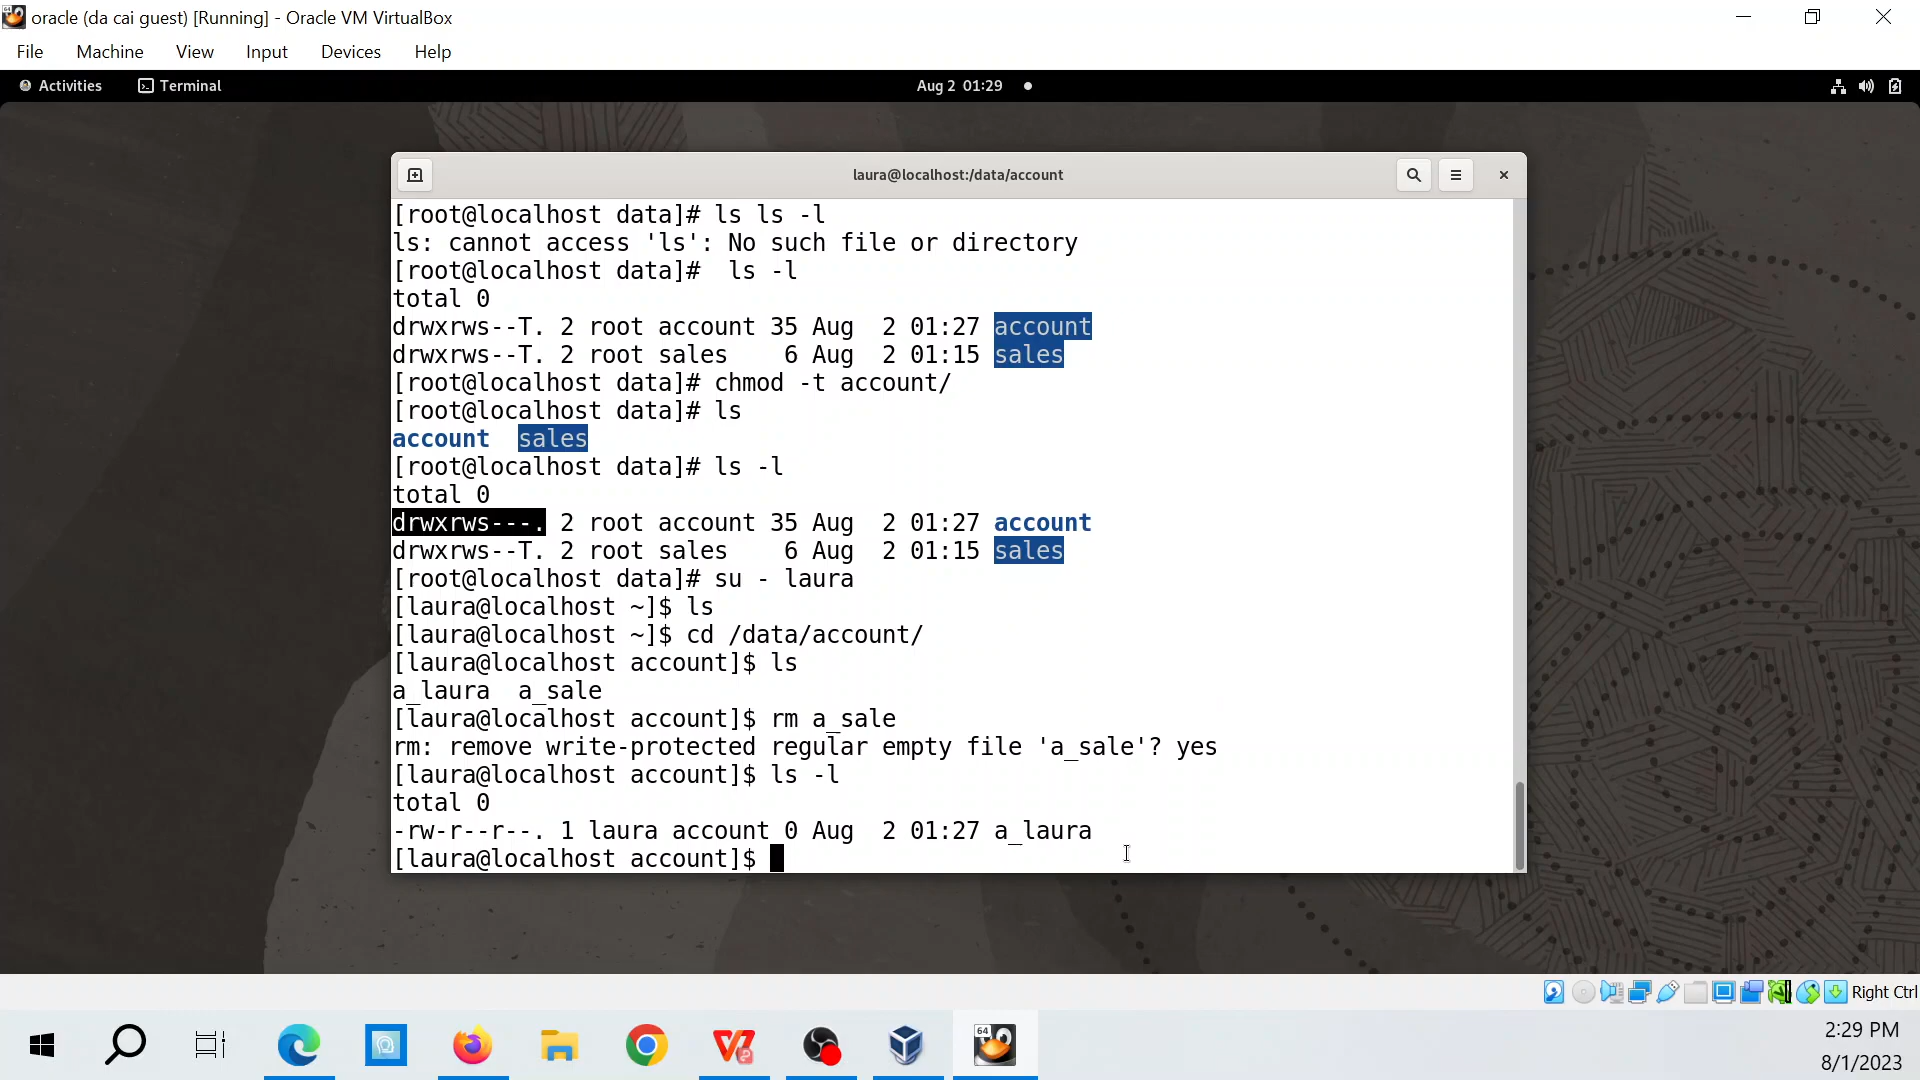 oracle (da cai guest) [Running] - Oracle VM VirtualBox
File Machine View Input Devices Help
Activities Terminal Aug 2 01:29
laura@localhost:/data/account
[root@localhost data]# ls ls -l
ls: cannot access 'ls': No such file or directory
[root@localhost data]#  ls -l
total 0
drwxrws--T. 2 root account 35 Aug  2 01:27 account
drwxrws--T. 2 root sales    6 Aug  2 01:15 sales
[root@localhost data]# chmod -t account/
[root@localhost data]# ls
account  sales
[root@localhost data]# ls -l
total 0
drwxrws---. 2 root account 35 Aug  2 01:27 account
drwxrws--T. 2 root sales    6 Aug  2 01:15 sales
[root@localhost data]# su - laura
[laura@localhost ~]$ ls
[laura@localhost ~]$ cd /data/account/
[laura@localhost account]$ ls
a_laura  a_sale
[laura@localhost account]$ rm a_sale
rm: remove write-protected regular empty file 'a_sale'? yes
[laura@localhost account]$ ls -l
total 0
-rw-r--r--. 1 laura account 0 Aug  2 01:27 a_laura
[laura@localhost account]$
Right Ctrl
64
2:29 PM
8/1/2023